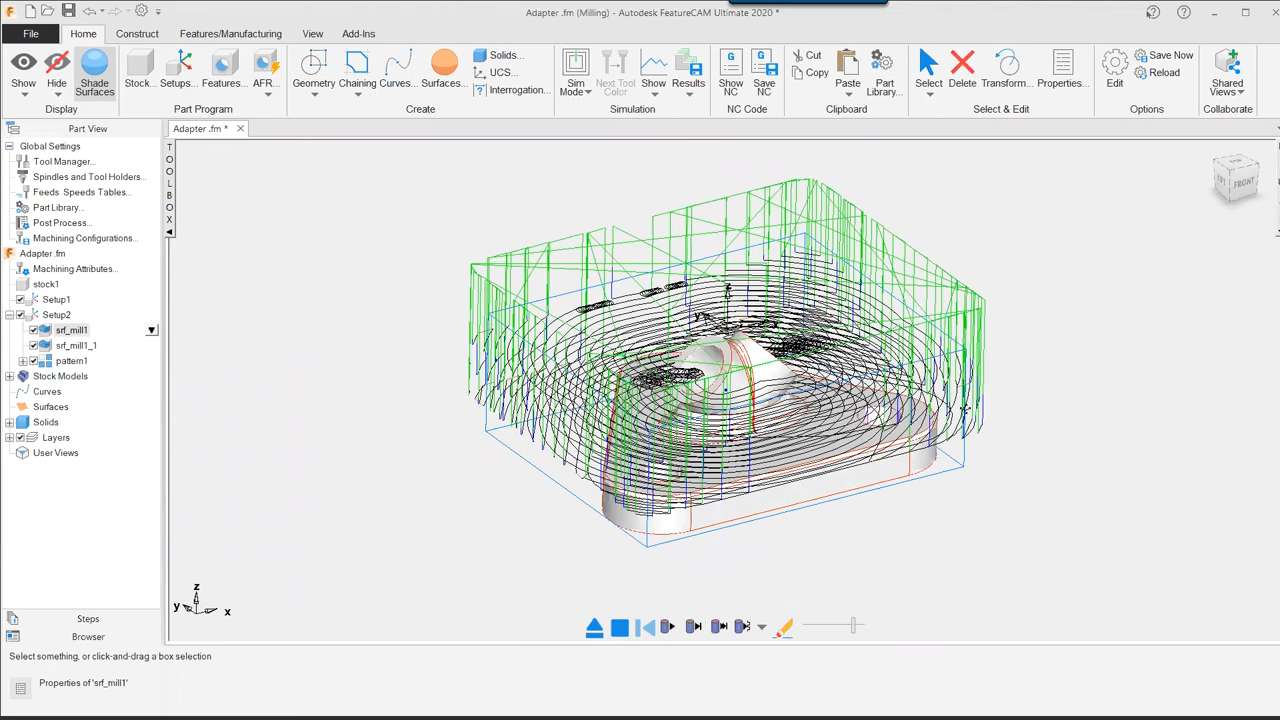 Adapter .fm (Milling) - Autodesk FeatureCAM Ultimate 2020 *
File Home Construct Features/Manufacturing View Add-Ins
Show Hide Shade Surfaces Stock... Setups... Features... AFR... Geometry... Chaining Curves... Surfaces... Solids... UCS... Interrogation... Sim Mode Next Tool Color Show Results Show NC Save NC Cut Copy Paste Part Library... Select Delete Transform... Properties... Edit Save Now Reload Shared Views
Display Part Program Create Simulation NC Code Clipboard Select & Edit Options Collaborate
Part View
Adapter .fm *
Global Settings
Tool Manager...
Spindles and Tool Holders...
Feeds Speeds Tables...
Part Library...
Post Process...
Machining Configurations...
Adapter .fm
Machining Attributes...
stock1
Setup1
Setup2
srf_mill1
srf_mill1_1
pattern1
Stock Models
Curves
Surfaces
Solids
Layers
User Views
TOOLBOX
FRONT
z
y
x
Steps
Browser
Select something, or click-and-drag a box selection
Properties of 'srf_mill1'